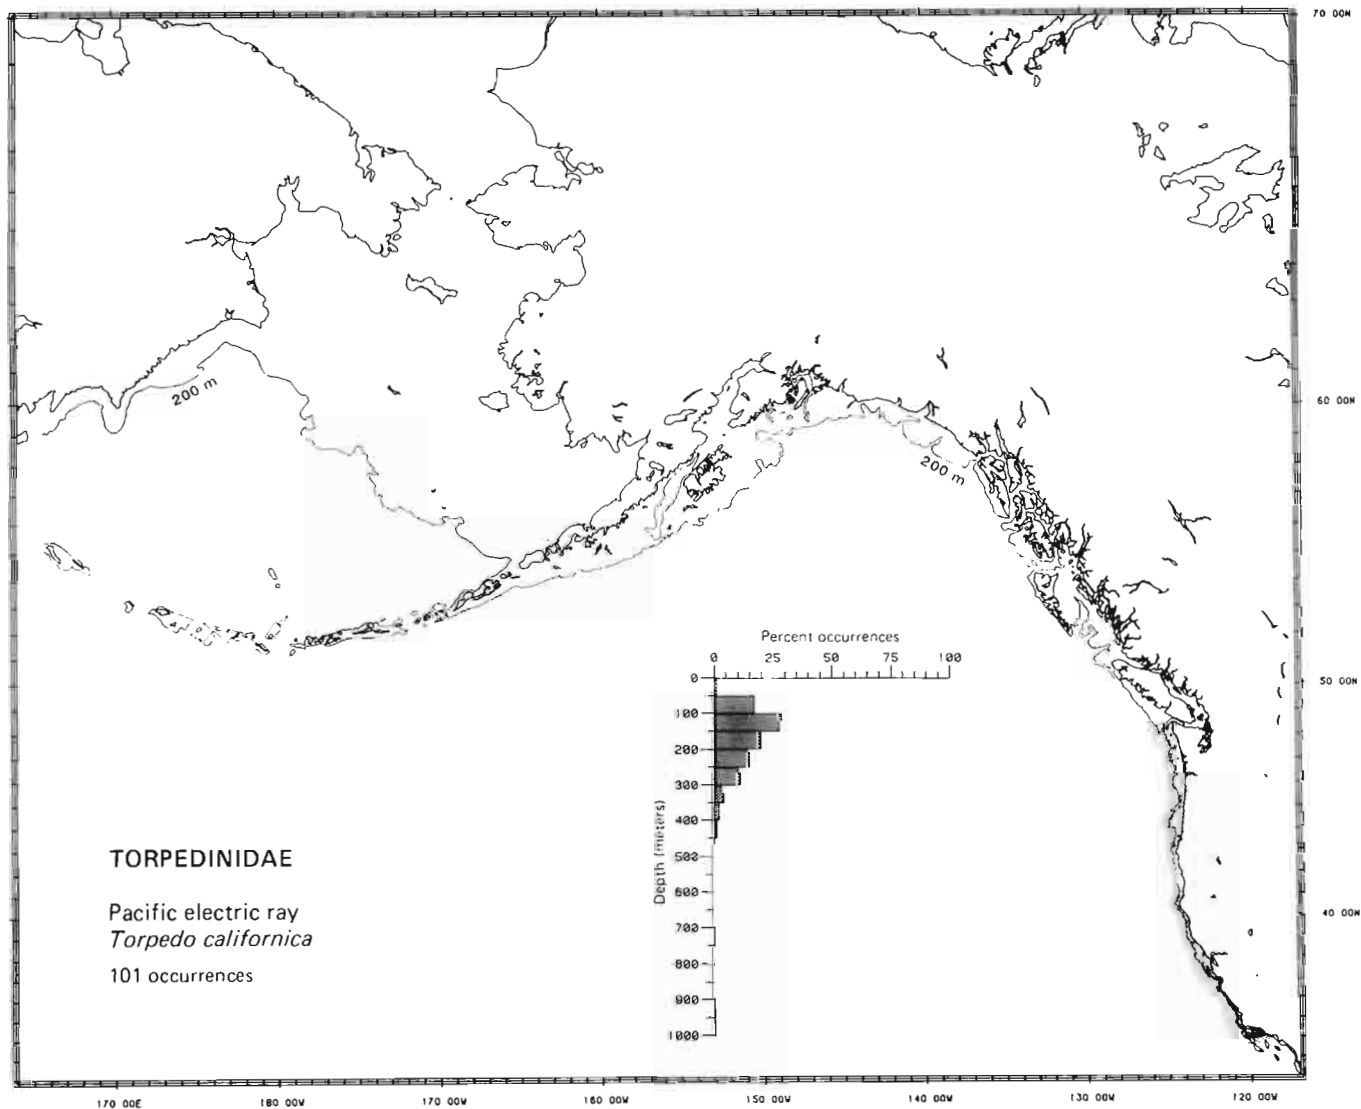 70 00N
200 m
60 00N
200 m
Percent occurrences
0 25 50 75 100
50 00N
0
100
200
300
400
500
600
700
800
900
1000
Depth (meters)
40 00N
TORPEDINIDAE
Pacific electric ray
Torpedo californica
101 occurrences
170 00E 180 00W 170 00W 160 00W 150 00W 140 00W 130 00W 120 00W